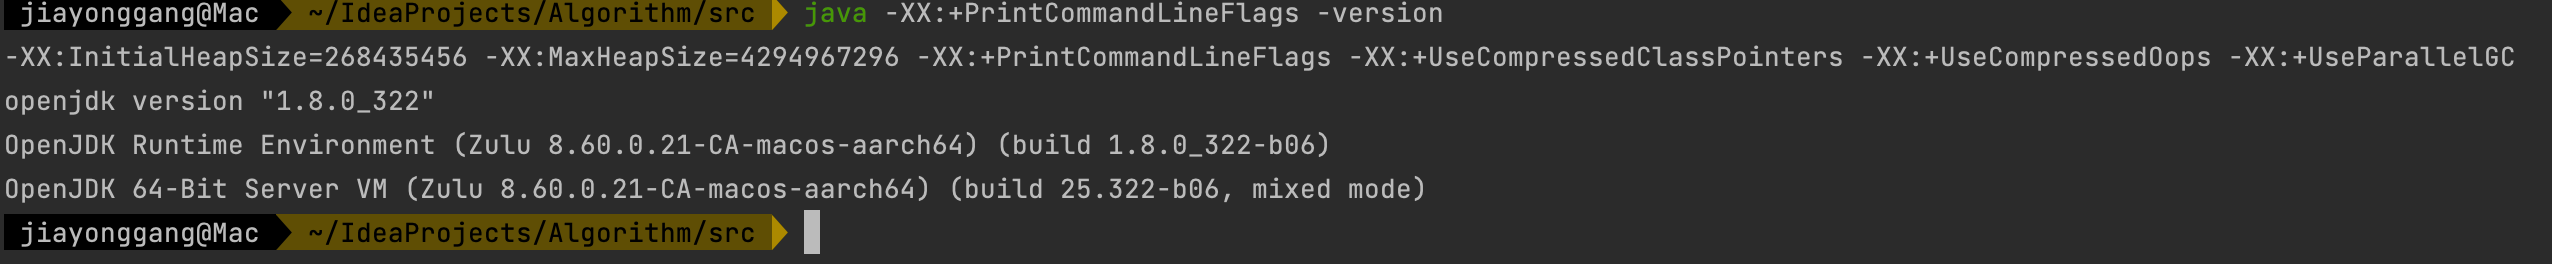 jiayonggang@Mac ~/IdeaProjects/Algorithm/src java -XX:+PrintCommandLineFlags -version
-XX:InitialHeapSize=268435456 -XX:MaxHeapSize=4294967296 -XX:+PrintCommandLineFlags -XX:+UseCompressedClassPointers -XX:+UseCompressedOops -XX:+UseParallelGC
openjdk version "1.8.0_322"
OpenJDK Runtime Environment (Zulu 8.60.0.21-CA-macos-aarch64) (build 1.8.0_322-b06)
OpenJDK 64-Bit Server VM (Zulu 8.60.0.21-CA-macos-aarch64) (build 25.322-b06, mixed mode)
jiayonggang@Mac ~/IdeaProjects/Algorithm/src